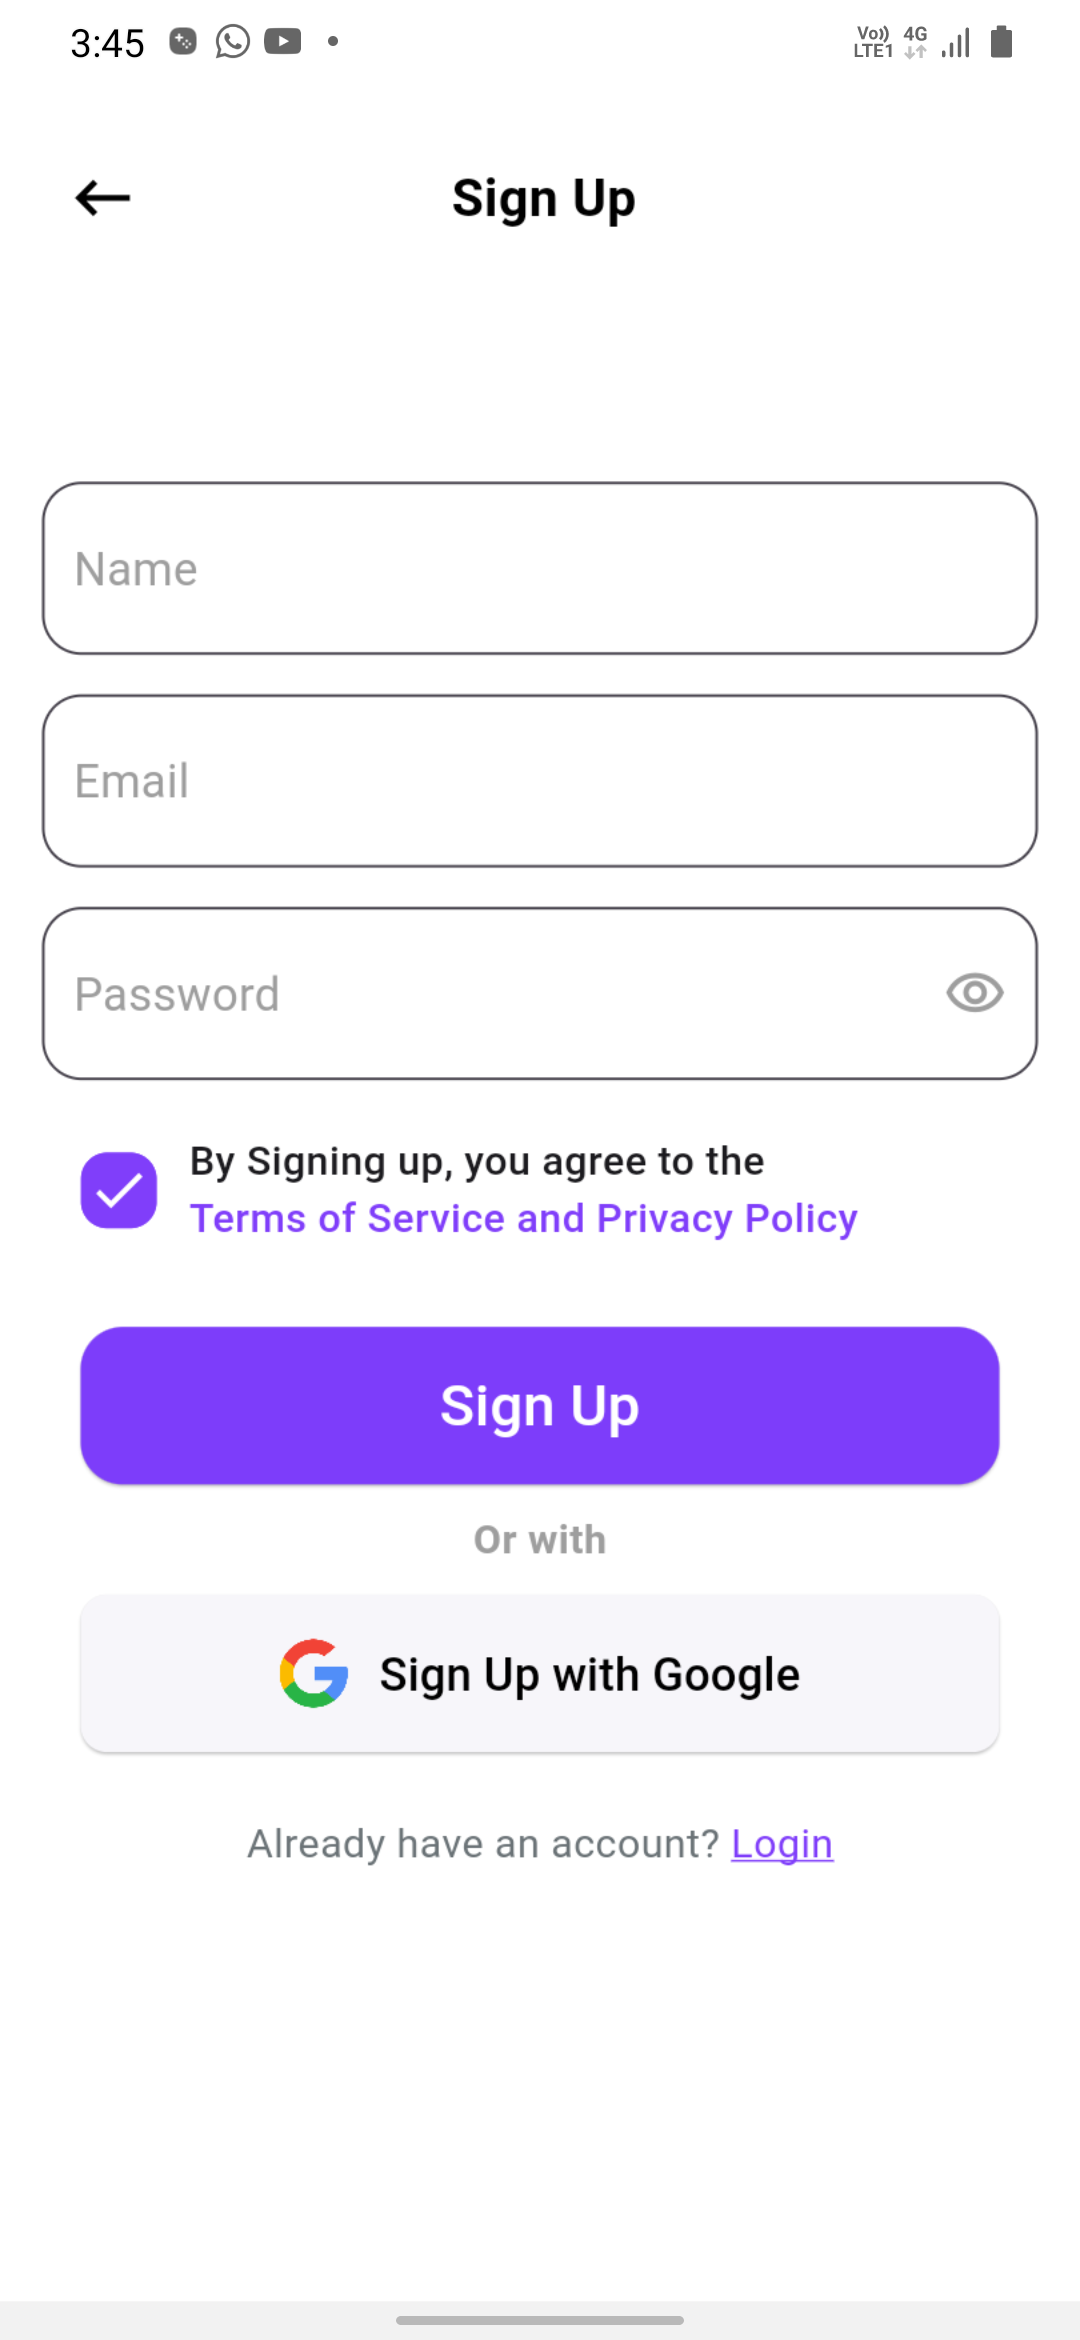 3:45
Vo)) 4G
LTE1
Sign Up
Name
Email
Password
By Signing up, you agree to the
Terms of Service and Privacy Policy
Sign Up
Or with
Sign Up with Google
Already have an account? Login